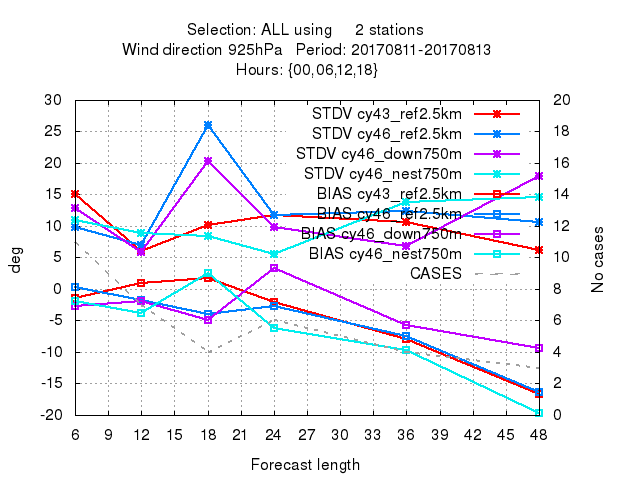 Selection: ALL using 2 stations
Wind direction 925hPa Period: 20170811-20170813
Hours: {00,06,12,18}
30
25
20
15
10
5
0
-5
-10
-15
-20
deg
STDV cy43_ref2.5km
STDV cy46_ref2.5km
STDV cy46_down750m
STDV cy46_nest750m
BIAS cy43_ref2.5km
BIAS cy46_ref2.5km
BIAS cy46_down750m
BIAS cy46_nest750m
CASES
20
18
16
14
12
10
8
6
4
2
0
No cases
6 9 12 15 18 21 24 27 30 33 36 39 42 45 48
Forecast length